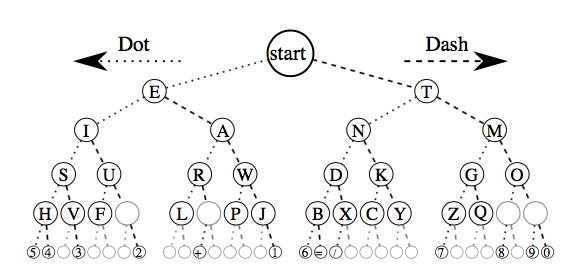 Dot start Dash
E T
I A N M
S U R W D K G O
H V F L P J B X C Y Z Q
5 4 3 2 + 1 6 = / 7 8 9 0